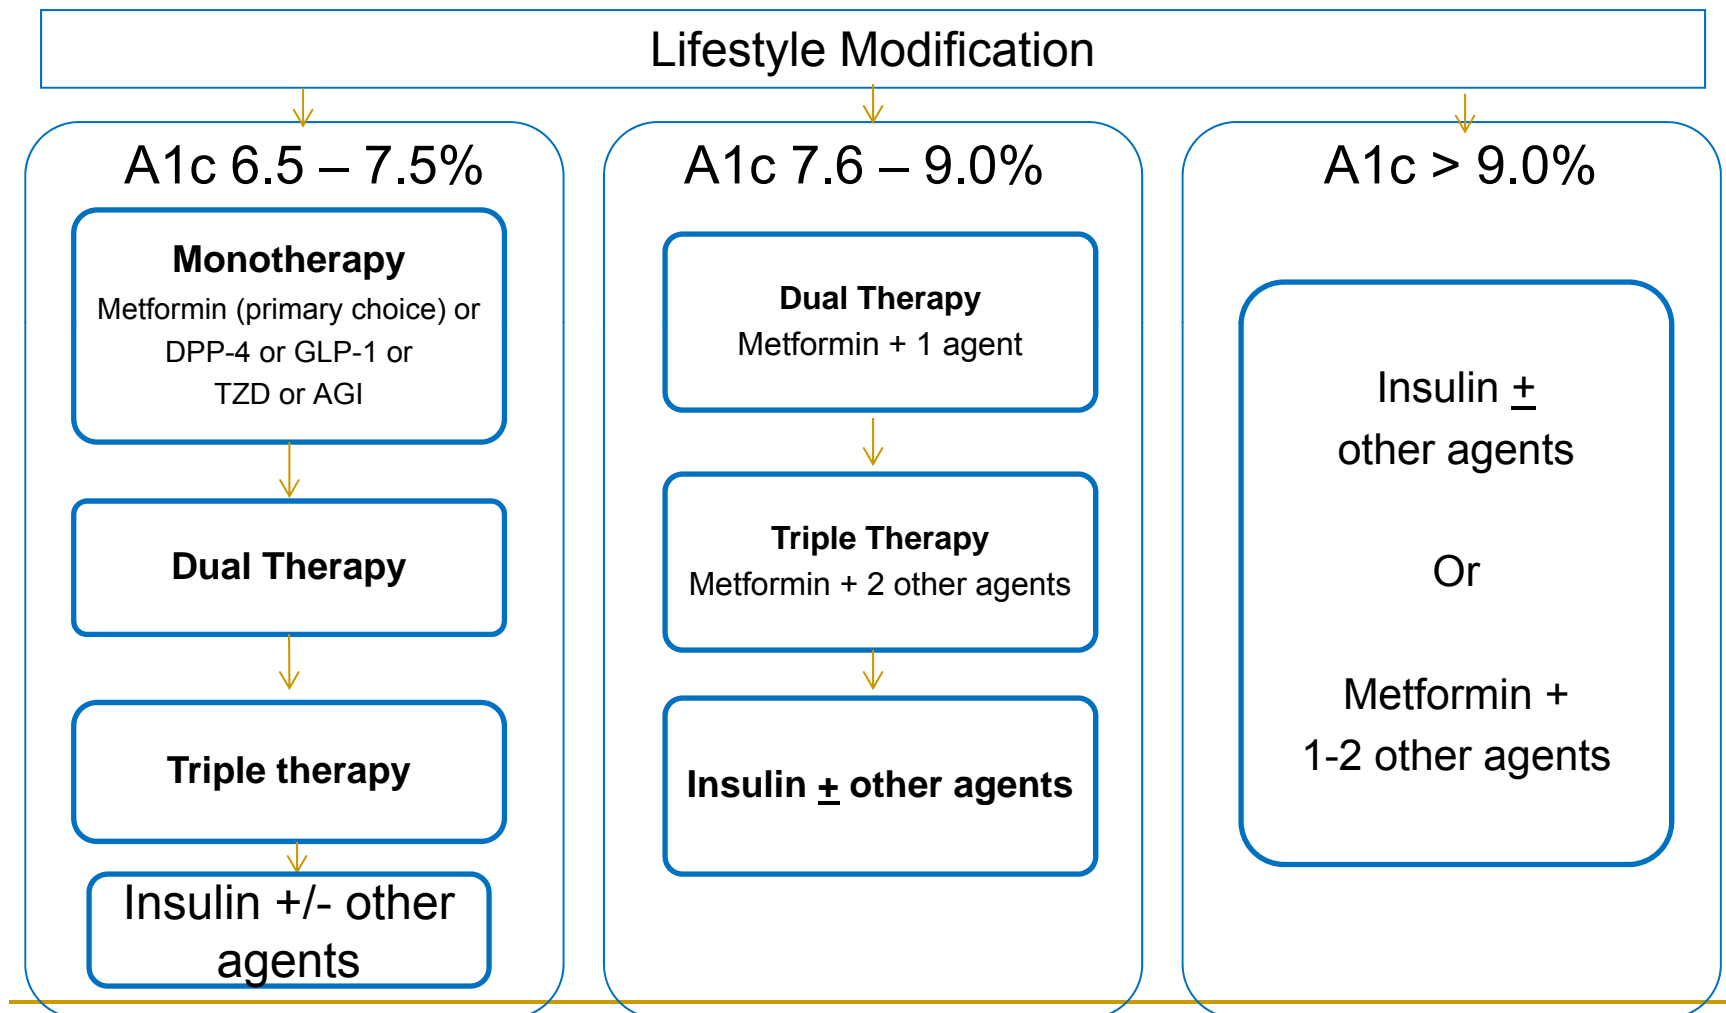 Lifestyle Modification
A1c 6.5 – 7.5%
Monotherapy
Metformin (primary choice) or
DPP-4 or GLP-1 or
TZD or AGI
Dual Therapy
Triple therapy
Insulin +/- other
agents
A1c 7.6 – 9.0%
Dual Therapy
Metformin + 1 agent
Triple Therapy
Metformin + 2 other agents
Insulin ± other agents
A1c > 9.0%
Insulin ±
other agents
Or
Metformin +
1-2 other agents